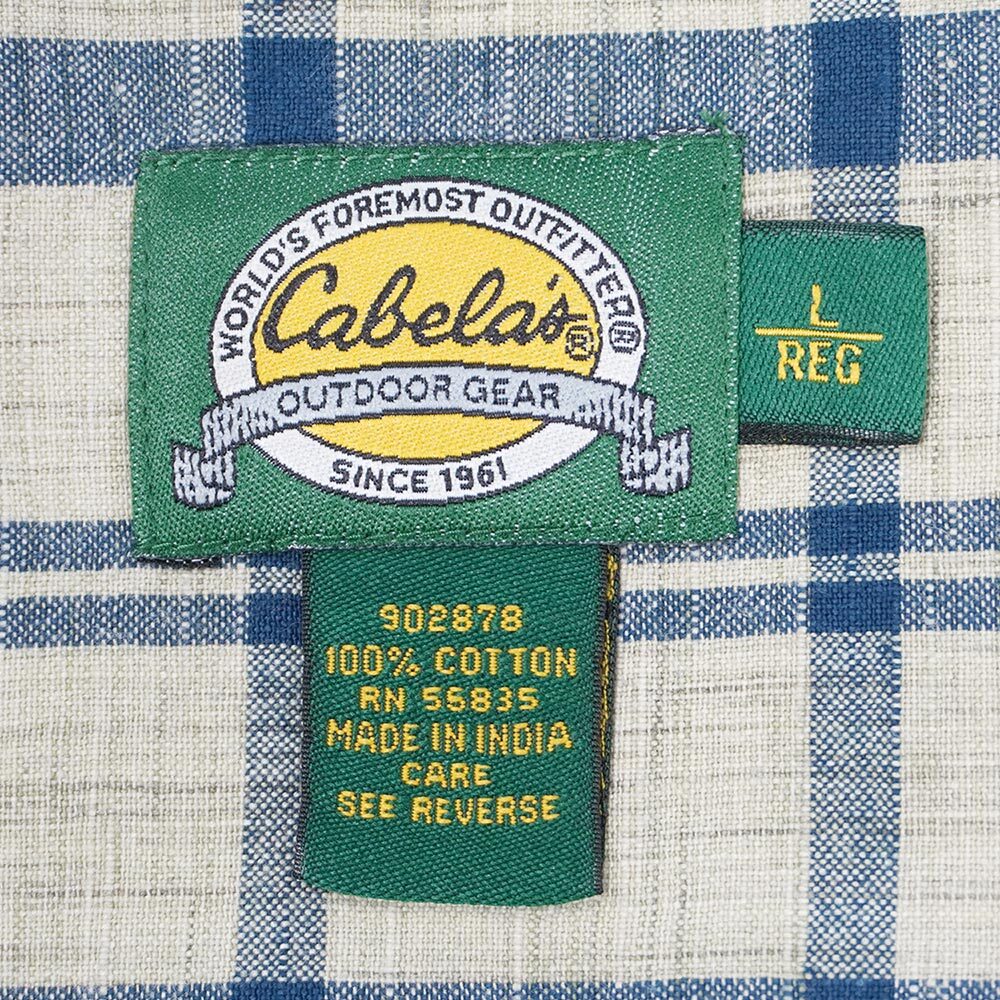 WORLD'S FOREMOST OUTFITTER®
Cabela's®
OUTDOOR GEAR
SINCE 1961
L
REG
902878
100% COTTON
RN 56835
MADE IN INDIA
CARE
SEE REVERSE